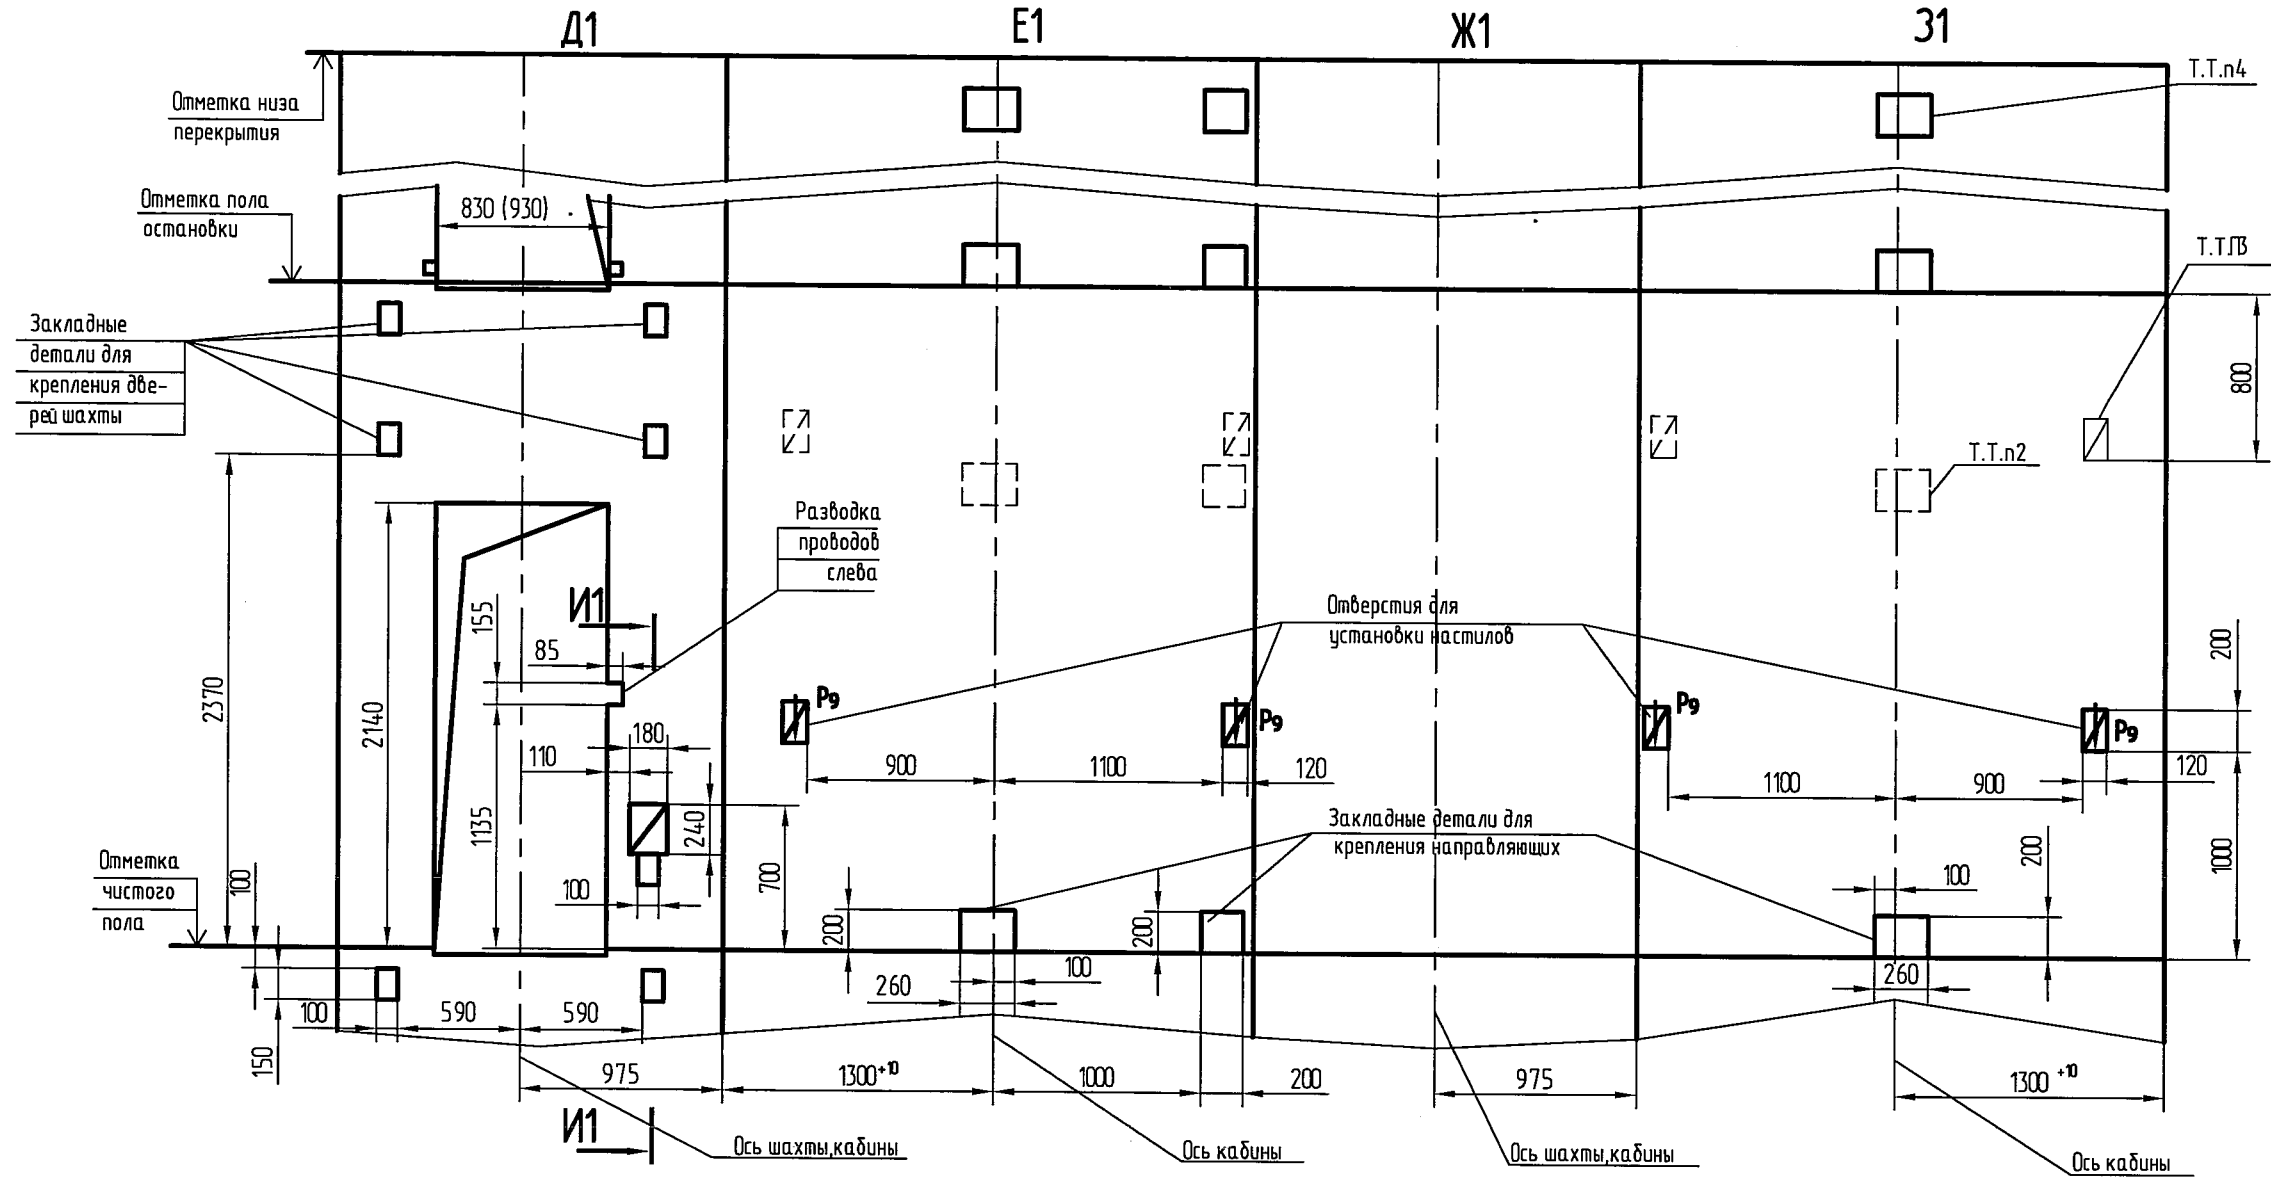 Д1
Е1
Ж1
З1
Т.Т.п4
Отметка низа
перекрытия
Отметка пола
остановки
830 (930)
Т.Т.П3
Закладные
детали для
крепления две-
рей шахты
800
Т.Т.п2
Разводка
проводов
слева
И1
155
85
Отверстия для
установки настилов
200
2370
2140
P9
P9
P9
P9
180
110
900
1100
120
1100
900
120
1135
240
700
Закладные детали для
крепления направляющих
Отметка
чистого
пола
100
100
200
200
100
200
1000
260
100
260
100
590
590
150
975
1300+10
1000
200
975
1300 +10
И1
Ось шахты,кабины
Ось кабины
Ось шахты,кабины
Ось кабины